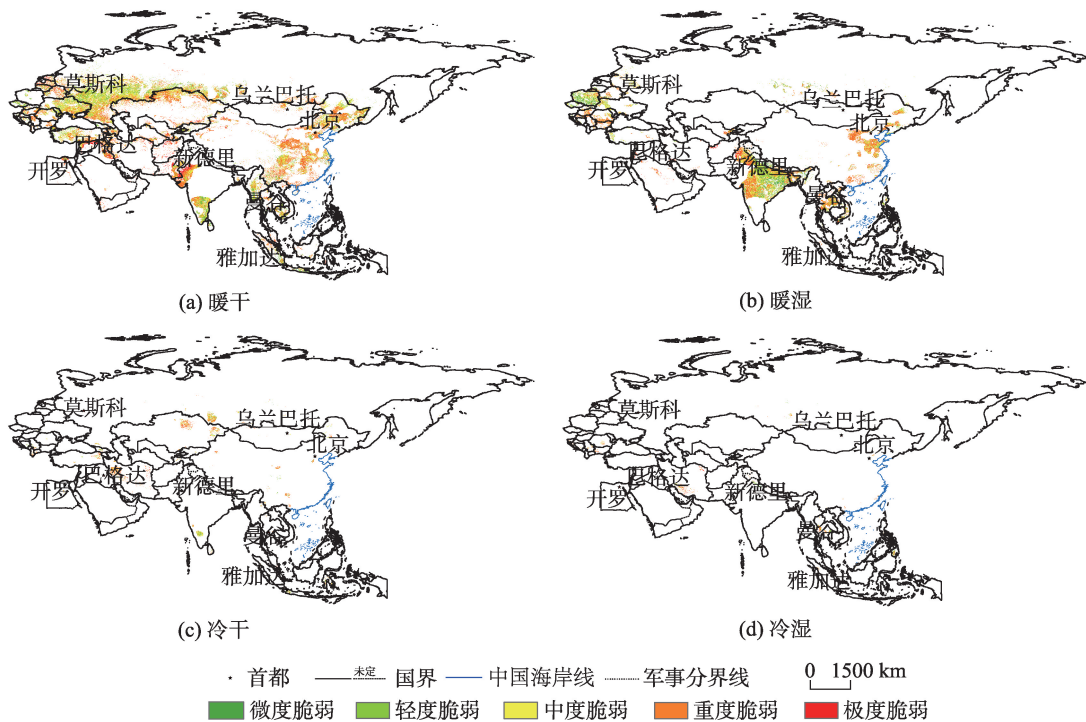 莫斯科
乌兰巴托
北京
巴格达
开罗
新德里
曼谷
雅加达
(a) 暖干
莫斯科
乌兰巴托
北京
巴格达
开罗
新德里
曼谷
雅加达
(b) 暖湿
莫斯科
乌兰巴托
北京
巴格达
开罗
新德里
曼谷
雅加达
(c) 冷干
莫斯科
乌兰巴托
北京
巴格达
开罗
新德里
曼谷
雅加达
(d) 冷湿
首都 未定 国界 中国海岸线 军事分界线 0 1500 km
微度脆弱 轻度脆弱 中度脆弱 重度脆弱 极度脆弱